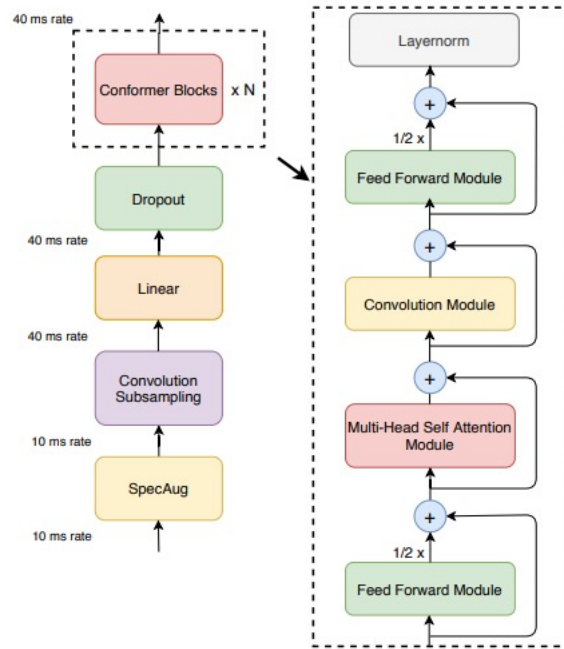 40 ms rate
Conformer Blocks
x N
Dropout
40 ms rate
Linear
40 ms rate
Convolution
Subsampling
10 ms rate
SpecAug
10 ms rate
Layernorm
+
1/2 x
Feed Forward Module
+
Convolution Module
+
Multi-Head Self Attention
Module
+
1/2 x
Feed Forward Module